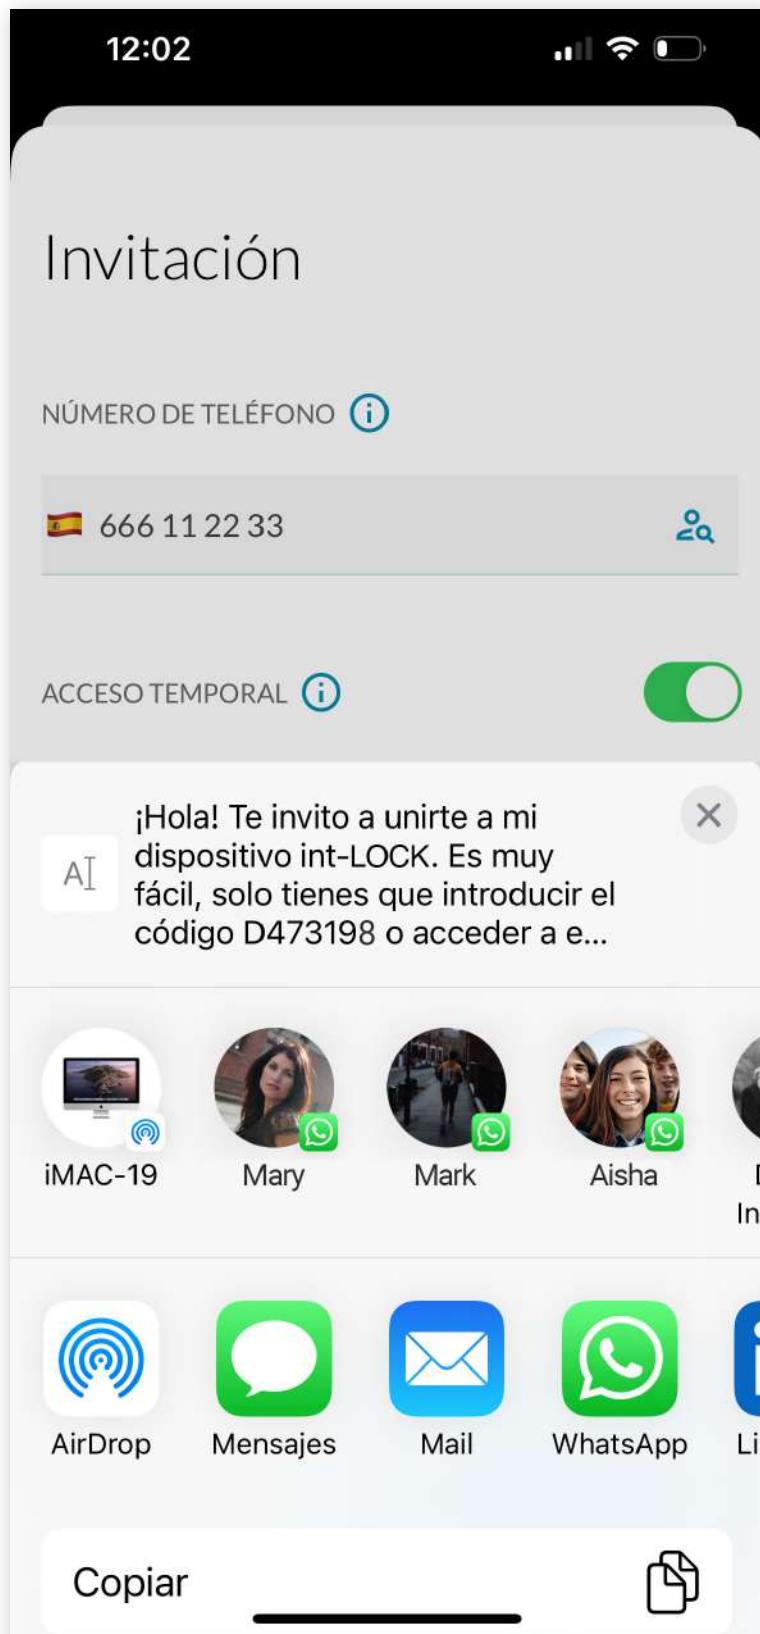 12:02
Invitación
NÚMERO DE TELÉFONO
666 11 22 33
ACCESO TEMPORAL
¡Hola! Te invito a unirte a mi
dispositivo int-LOCK. Es muy
fácil, solo tienes que introducir el
código D473198 o acceder a e...
iMAC-19
Mary
Mark
Aisha
AirDrop
Mensajes
Mail
WhatsApp
Copiar